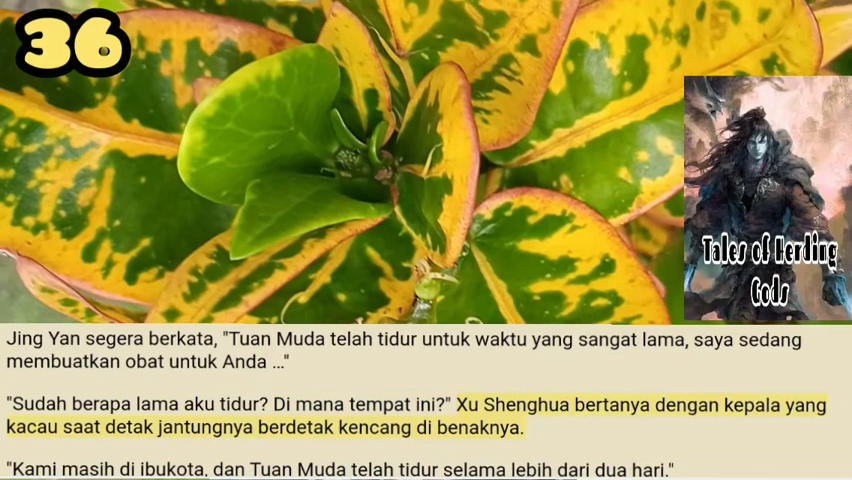 36
Tales of Herding
Gods
Jing Yan segera berkata, "Tuan Muda telah tidur untuk waktu yang sangat lama, saya sedang
membuatkan obat untuk Anda ..."
"Sudah berapa lama aku tidur? Di mana tempat ini?" Xu Shenghua bertanya dengan kepala yang
kacau saat detak jantungnya berdetak kencang di benaknya.
"Kami masih di ibukota, dan Tuan Muda telah tidur selama lebih dari dua hari."